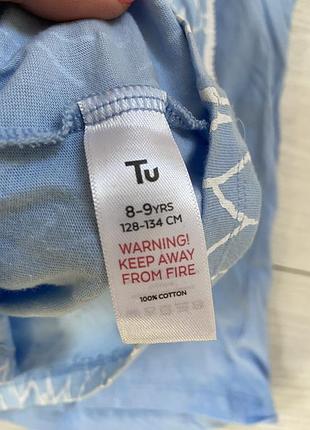 Tu
8-9YRS
128-134 CM
WARNING!
KEEP AWAY
FROM FIRE
100% COTTON